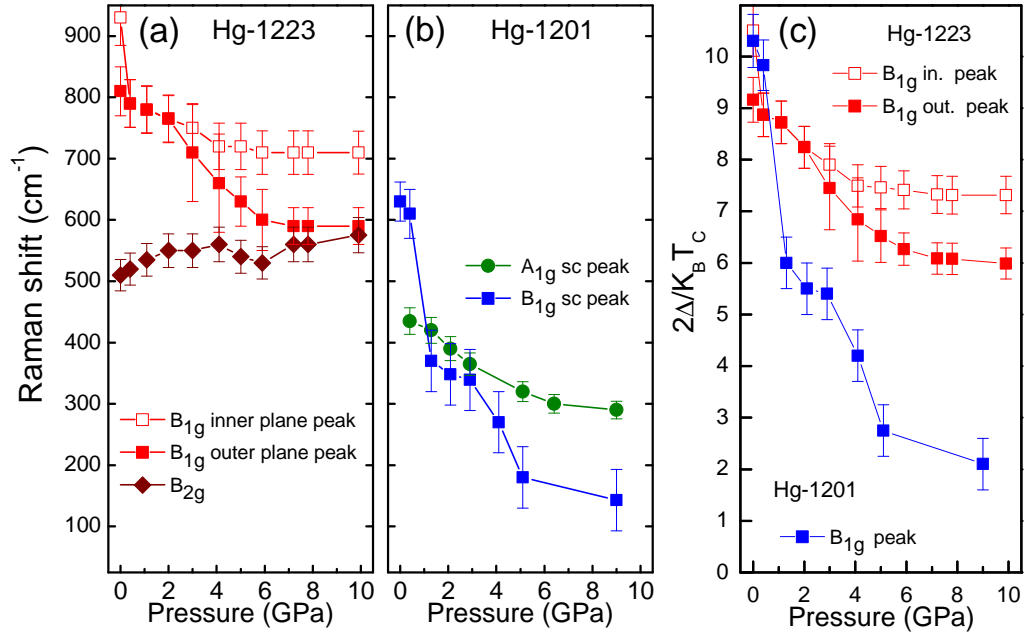 (a) Hg-1223
900
800
700
600
500
400
300
200
100
Raman shift (cm⁻¹)
B1g inner plane peak
B1g outer plane peak
B2g
0 2 4 6 8 10
Pressure (GPa)
(b) Hg-1201
A1g sc peak
B1g sc peak
0 2 4 6 8 10
Pressure (GPa)
(c) Hg-1223
B1g in. peak
B1g out. peak
10
9
8
7
6
5
4
3
2
1
0
2Δ/KBTC
Hg-1201
B1g peak
0 2 4 6 8 10
Pressure (GPa)